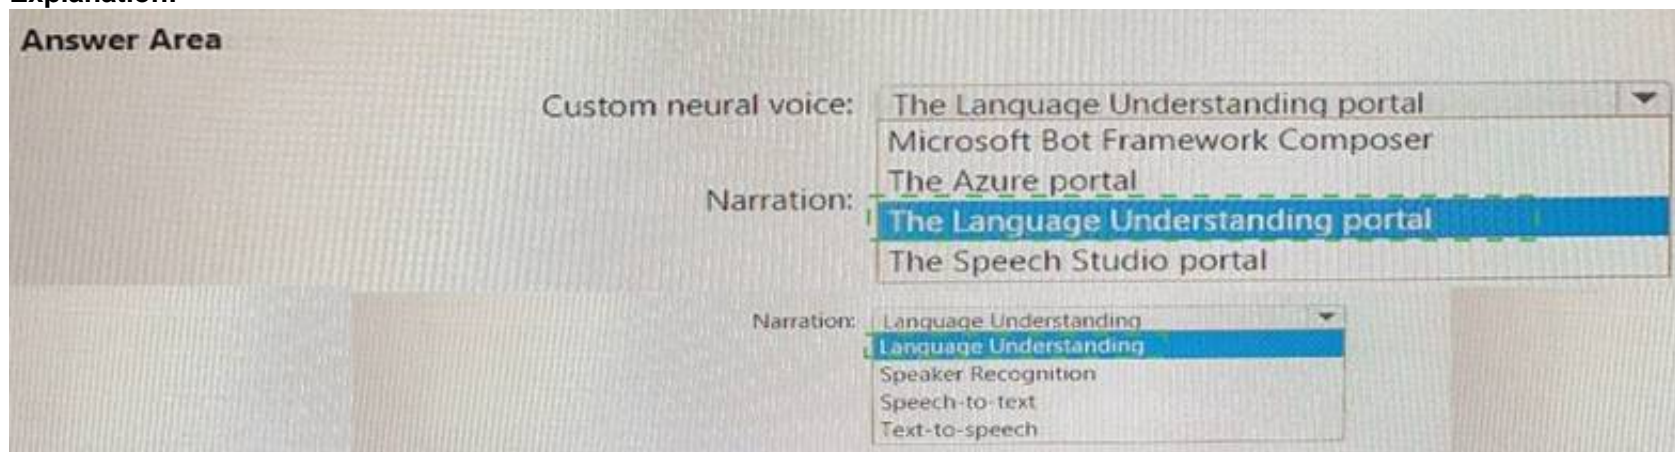 Explanation:
Answer Area
Custom neural voice: The Language Understanding portal
Microsoft Bot Framework Composer
The Azure portal
Narration:
The Language Understanding portal
The Speech Studio portal
Narration: Language Understanding
Language Understanding
Speaker Recognition
Speech-to-text
Text-to-speech